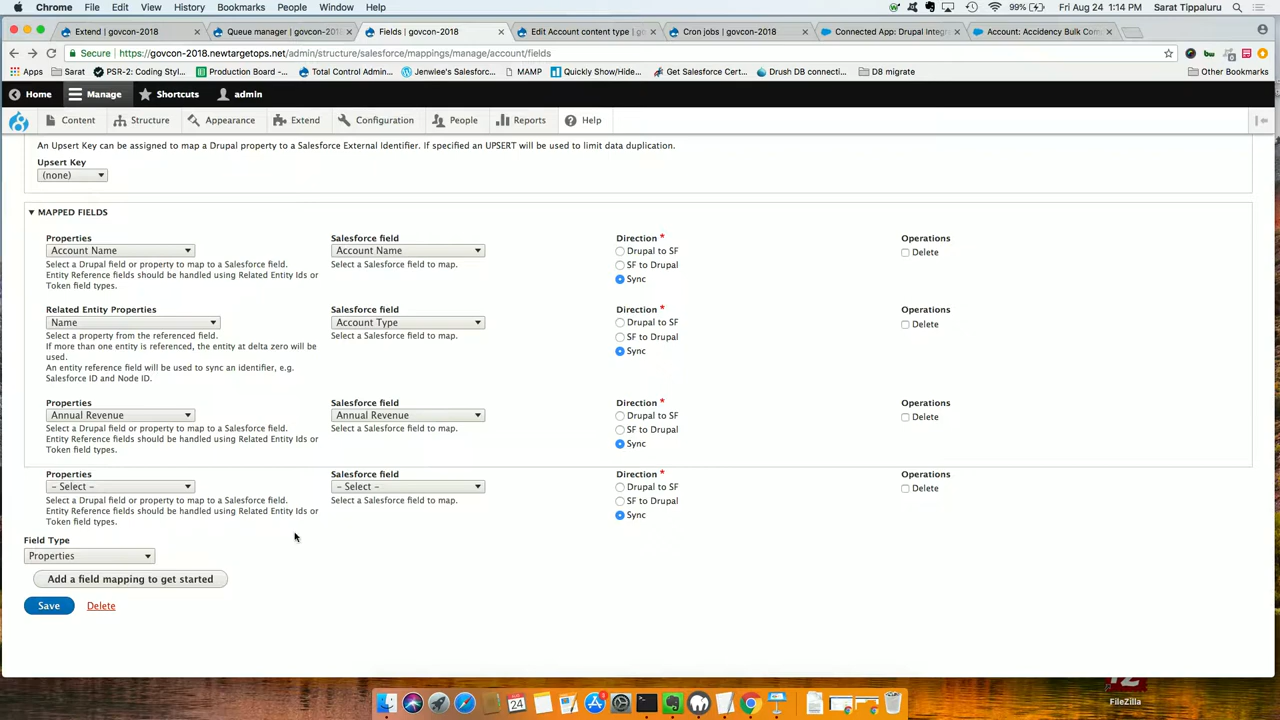 Chrome File Edit View History Bookmarks People Window Help 99% Fri Aug 24 1:14 PM Sarat Tippaluru
Extend | govcon-2018 Queue manager | govcon-2018 Fields | govcon-2018 Edit Account content type | gov Cron jobs | govcon-2018 Connected App: Drupal Integr Account: Accidency Bulk Com
Secure https://govcon-2018.newtargetops.net/admin/structure/salesforce/mappings/manage/account/fields
Apps Sarat PSR-2: Coding Styl... Production Board –... Total Control Admin... Jenwlee's Salesforc... MAMP Quickly Show/Hide... Get Salesforce Cert... Drush DB connecti... D8 migrate Other Bookmarks
Home Manage Shortcuts admin
Content Structure Appearance Extend Configuration People Reports Help
An Upsert Key can be assigned to map a Drupal property to a Salesforce External Identifier. If specified an UPSERT will be used to limit data duplication.
Upsert Key
(none)
MAPPED FIELDS
Properties Salesforce field Direction * Operations
Account Name Account Name Drupal to SF Delete
Select a Drupal field or property to map to a Salesforce field. Select a Salesforce field to map. SF to Drupal
Entity Reference fields should be handled using Related Entity Ids or Sync
Token field types.
Related Entity Properties Salesforce field Direction * Operations
Name Account Type Drupal to SF Delete
Select a property from the referenced field. Select a Salesforce field to map. SF to Drupal
If more than one entity is referenced, the entity at delta zero will be Sync
used.
An entity reference field will be used to sync an identifier, e.g.
Salesforce ID and Node ID.
Properties Salesforce field Direction * Operations
Annual Revenue Annual Revenue Drupal to SF Delete
Select a Drupal field or property to map to a Salesforce field. Select a Salesforce field to map. SF to Drupal
Entity Reference fields should be handled using Related Entity Ids or Sync
Token field types.
Properties Salesforce field Direction * Operations
– Select – – Select – Drupal to SF Delete
Select a Drupal field or property to map to a Salesforce field. Select a Salesforce field to map. SF to Drupal
Entity Reference fields should be handled using Related Entity Ids or Sync
Token field types.
Field Type
Properties
Add a field mapping to get started
Save Delete
FileZilla
24